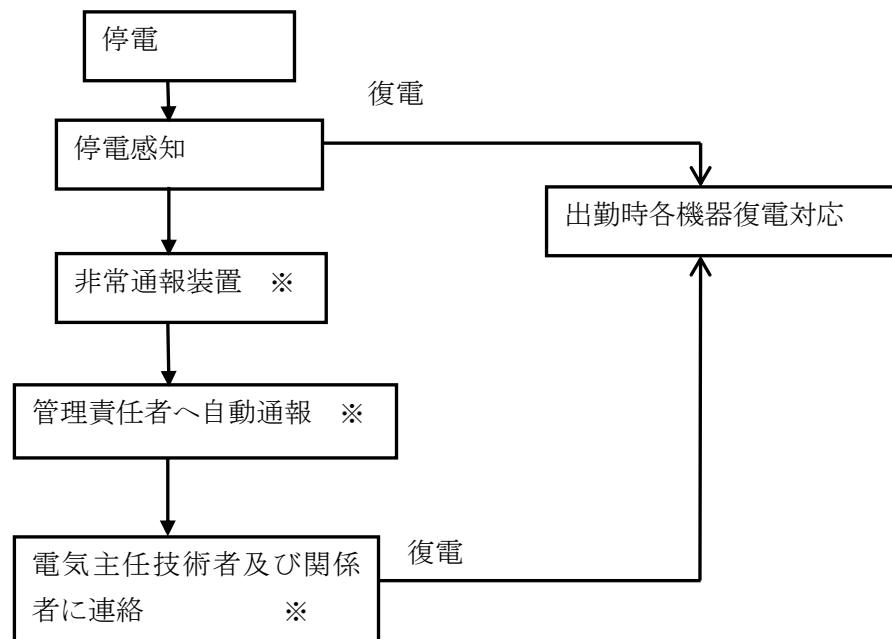 停電
復電
停電感知
出勤時各機器復電対応
非常通報装置　※
管理責任者へ自動通報　※
電気主任技術者及び関係
者に連絡　　　　　※
復電